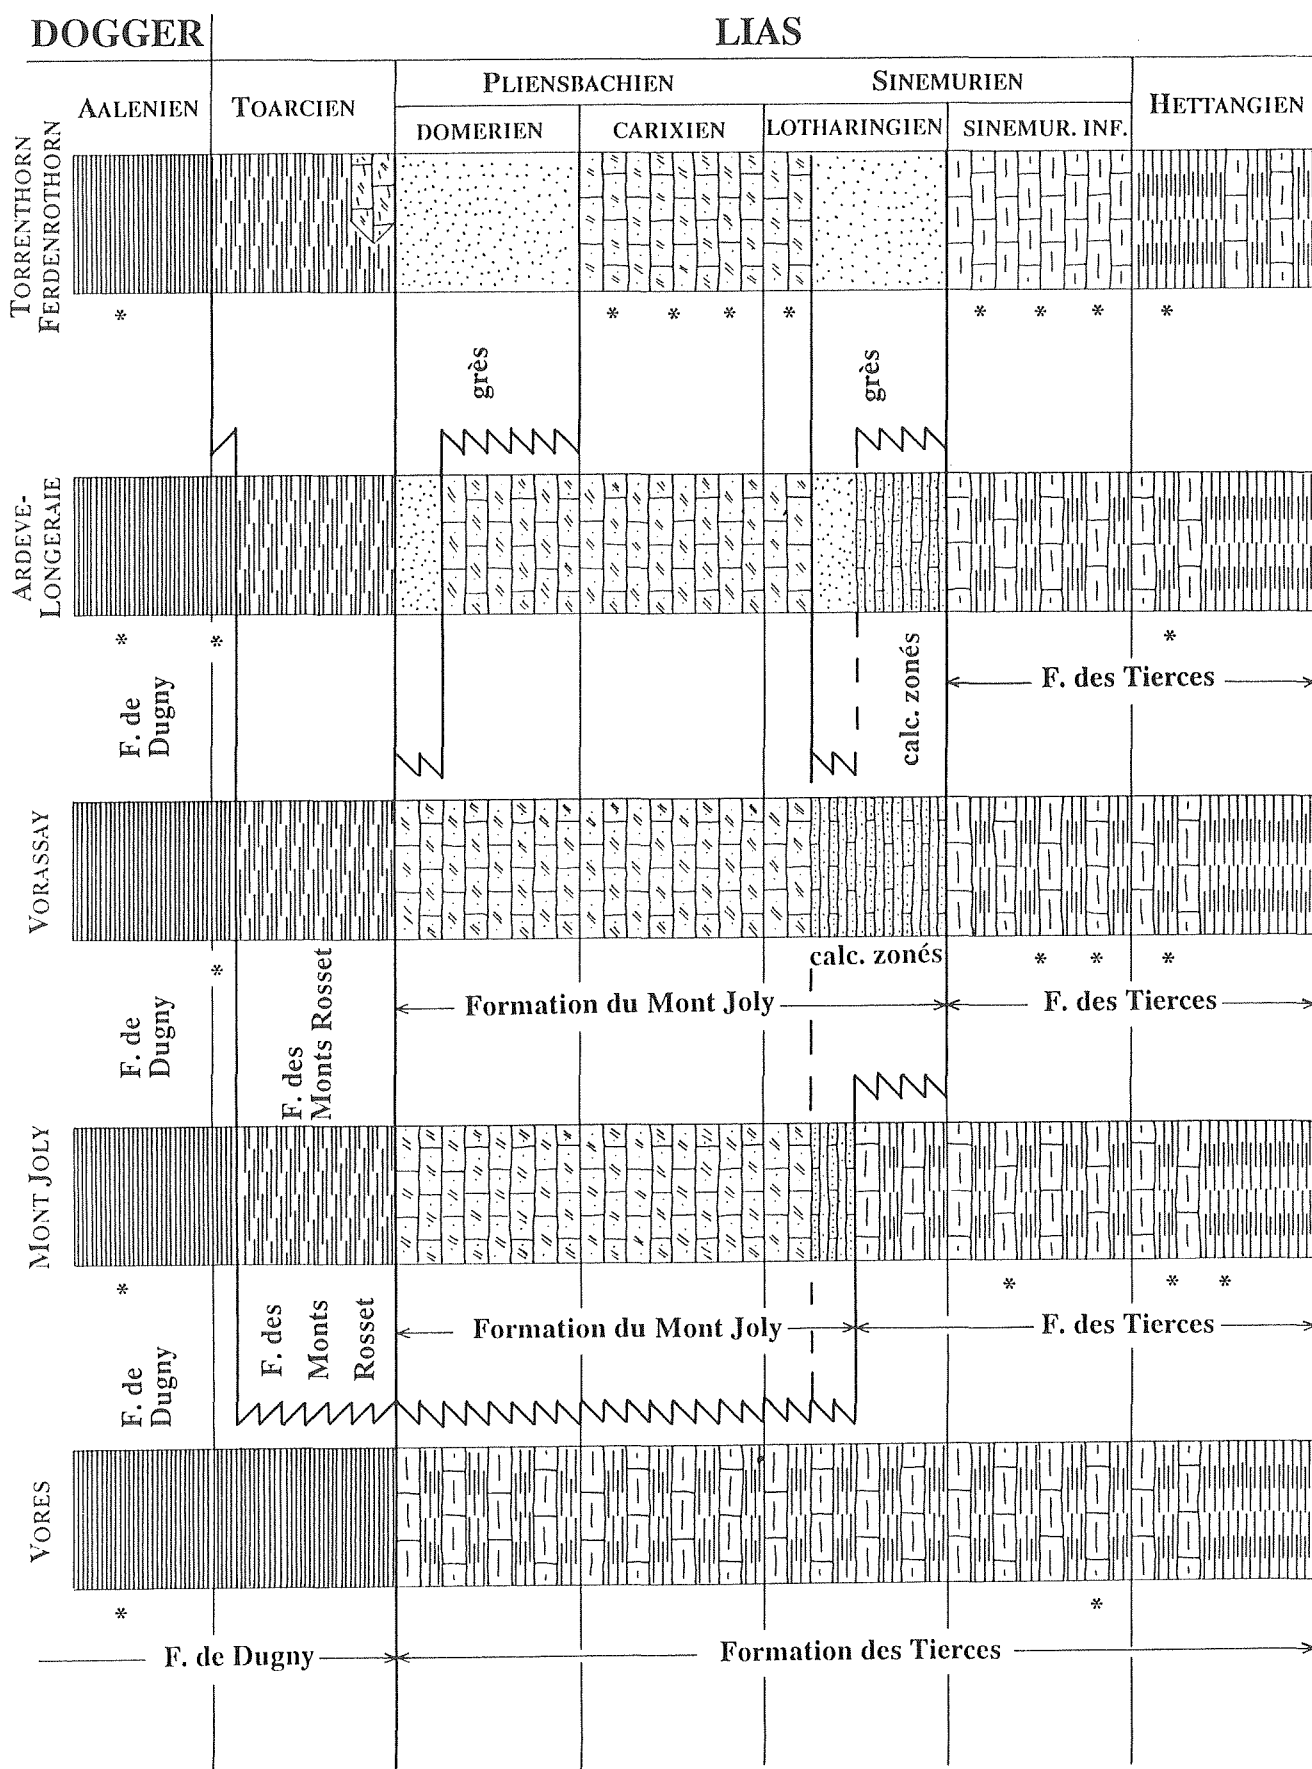 DOGGER
LIAS
AALENIEN
TOARCIEN
PLIENSBACHIEN
SINEMURIEN
HETTANGIEN
DOMERIEN
CARIXIEN
LOTHARINGIEN
SINEMUR. INF.
TORRENTHORN
FERDENROTHORN
*
*
*
*
*
*
*
*
*
grès
grès
ARDEVE-
LONGERAIE
*
*
*
F. de
Dugny
calc. zonés
F. des Tierces
VORASSAY
*
calc. zonés
*
*
*
F. de
Dugny
F. des
Monts Rosset
Formation du Mont Joly
F. des Tierces
MONT JOLY
*
*
*
*
F. de
Dugny
F. des
Monts
Rosset
Formation du Mont Joly
F. des Tierces
VORES
*
*
F. de Dugny
Formation des Tierces